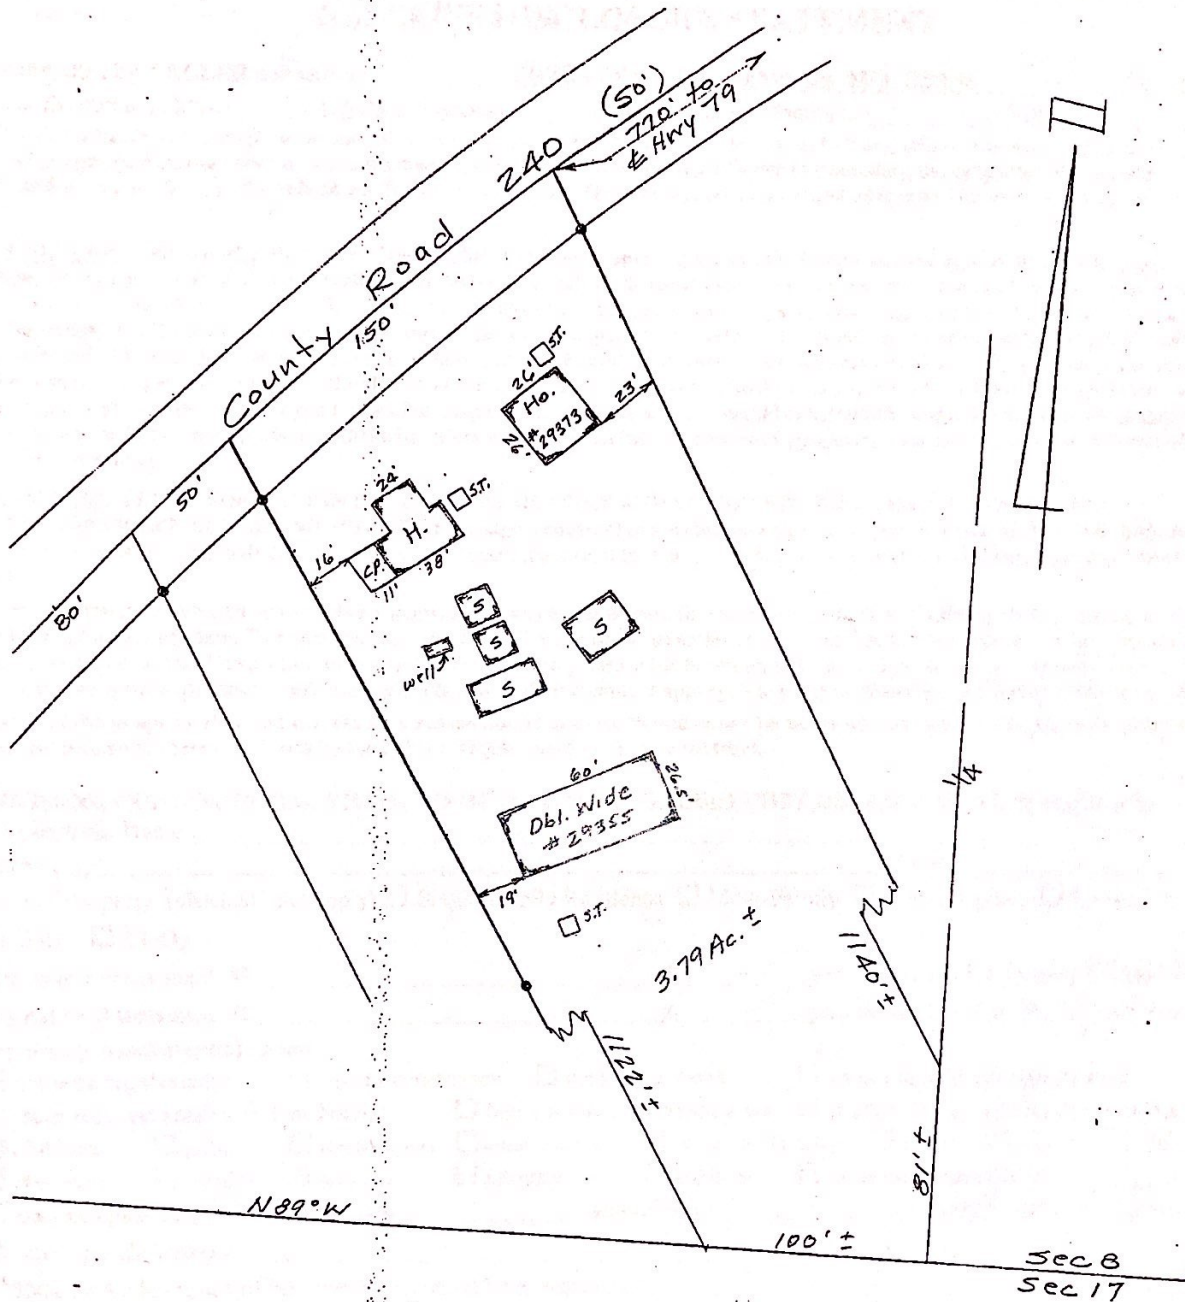 (50')
770' to
℄ Hwy 79
N
County Road 240
150'
50'
80'
S.T.
26'
Ho.
# 29373
26'
23'
24'
S.T.
H.
16'
CP.
11'
38'
S
S
S
S
well
1/4
60'
26.5
Dbl. Wide
# 29355
19'
S.T.
3.79 Ac. ±
1140' ±
1122' ±
81' ±
N 89° W
100' ±
Sec 8
Sec 17